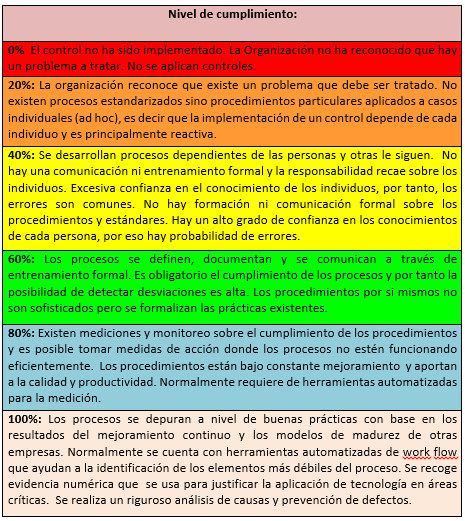 Nivel de cumplimiento:
0% El control no ha sido implementado. La Organización no ha reconocido que hay
un problema a tratar. No se aplican controles.
20%: La organización reconoce que existe un problema que debe ser tratado. No
existen procesos estandarizados sino procedimientos particulares aplicados a casos
individuales (ad hoc), es decir que la implementación de un control depende de cada
individuo y es principalmente reactiva.
40%: Se desarrollan procesos dependientes de las personas y otras le siguen. No
hay una comunicación ni entrenamiento formal y la responsabilidad recae sobre los
individuos. Excesiva confianza en el conocimiento de los individuos, por tanto, los
errores son comunes. No hay formación ni comunicación formal sobre los
procedimientos y estándares. Hay un alto grado de confianza en los conocimientos
de cada persona, por eso hay probabilidad de errores.
60%: Los procesos se definen, documentan y se comunican a través de
entrenamiento formal. Es obligatorio el cumplimiento de los procesos y por tanto la
posibilidad de detectar desviaciones es alta. Los procedimientos por si mismos no
son sofisticados pero se formalizan las prácticas existentes.
80%: Existen mediciones y monitoreo sobre el cumplimiento de los procedimientos
y es posible tomar medidas de acción donde los procesos no estén funcionando
eficientemente. Los procedimientos están bajo constante mejoramiento y aportan
a la calidad y productividad. Normalmente requiere de herramientas automatizadas
para la medición.
100%: Los procesos se depuran a nivel de buenas prácticas con base en los
resultados del mejoramiento continuo y los modelos de madurez de otras
empresas. Normalmente se cuenta con herramientas automatizadas de work flow
que ayudan a la identificación de los elementos más débiles del proceso. Se recoge
evidencia numérica que se usa para justificar la aplicación de tecnología en áreas
críticas. Se realiza un riguroso análisis de causas y prevención de defectos.